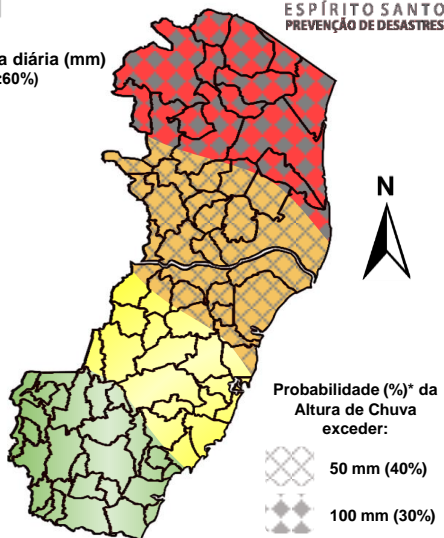 ESPÍRITO SANTO
PREVENÇÃO DE DESASTRES
a diária (mm)
60%)
N
Probabilidade (%)* da
Altura de Chuva
exceder:
50 mm (40%)
100 mm (30%)